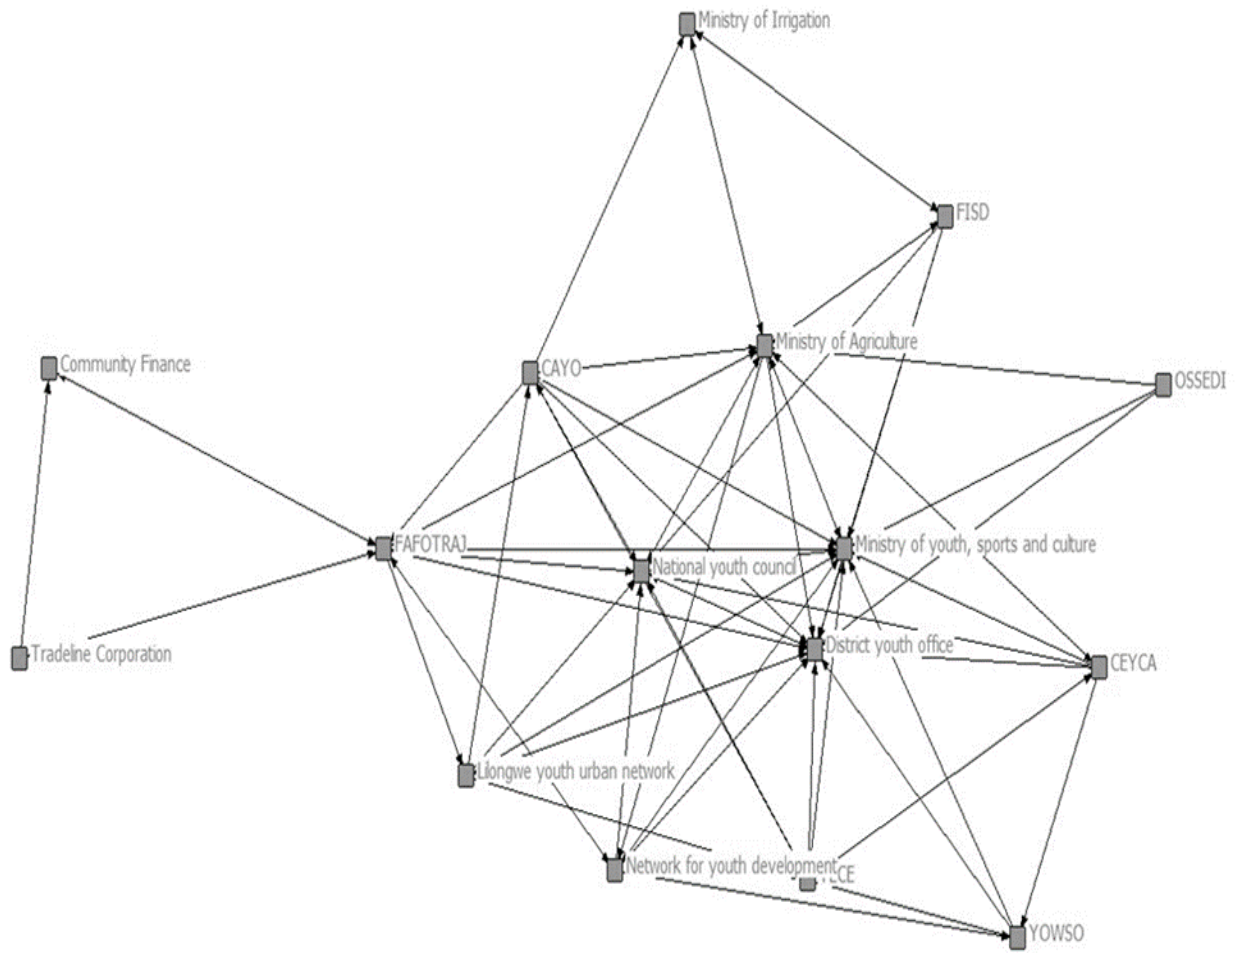 Ministry of Irrigation
FISD
Ministry of Agriculture
Community Finance
CAYO
OSSEDI
FAFOTRAJ
Ministry of youth, sports and culture
National youth council
District youth office
Tradeline Corporation
CEYCA
Lilongwe youth urban network
Network for youth development
YOWSO